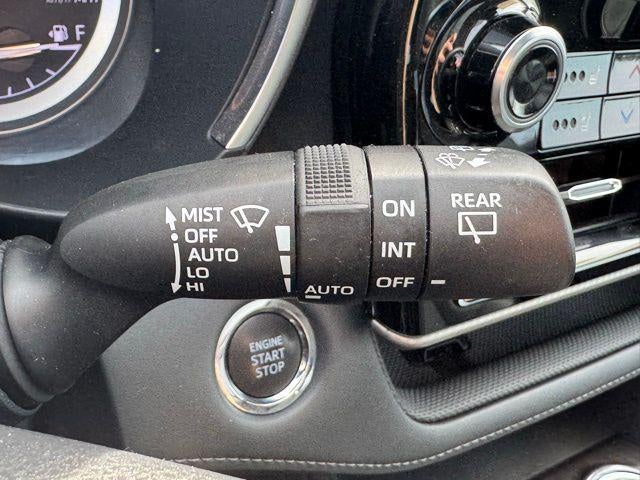 F
MIST
OFF
AUTO
LO
HI
AUTO
ON
INT
OFF
REAR
ENGINE
START
STOP